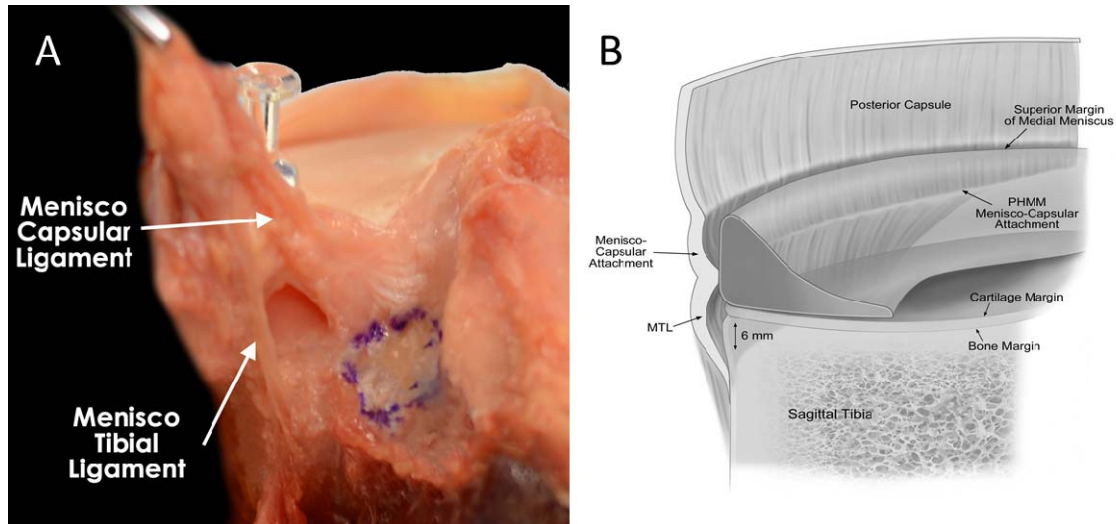 A
Menisco
Capsular
Ligament
Menisco
Tibial
Ligament
B
Posterior Capsule
Superior Margin
of Medial Meniscus
PHMM
Menisco-Capsular
Attachment
Menisco-
Capsular
Attachment
MTL
6 mm
Cartilage Margin
Bone Margin
Sagittal Tibia